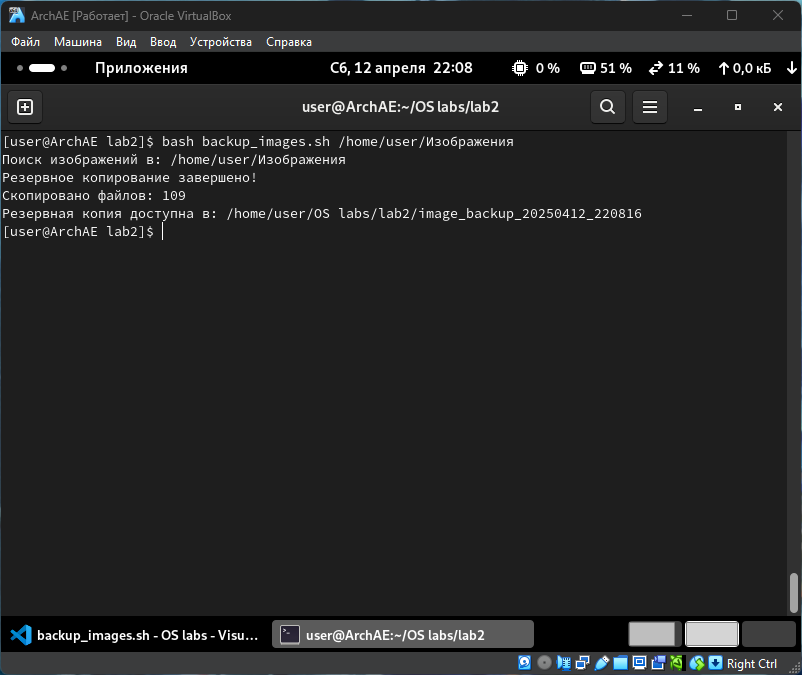 ArchAE [Работает] - Oracle VirtualBox
Файл Машина Вид Ввод Устройства Справка
Приложения С6, 12 апреля 22:08 0 % 51 % 11 % 0,0 кБ
user@ArchAE:~/OS labs/lab2
[user@ArchAE lab2]$ bash backup_images.sh /home/user/Изображения
Поиск изображений в: /home/user/Изображения
Резервное копирование завершено!
Скопировано файлов: 109
Резервная копия доступна в: /home/user/OS labs/lab2/image_backup_20250412_220816
[user@ArchAE lab2]$
backup_images.sh - OS labs - Visu...
user@ArchAE:~/OS labs/lab2
Right Ctrl